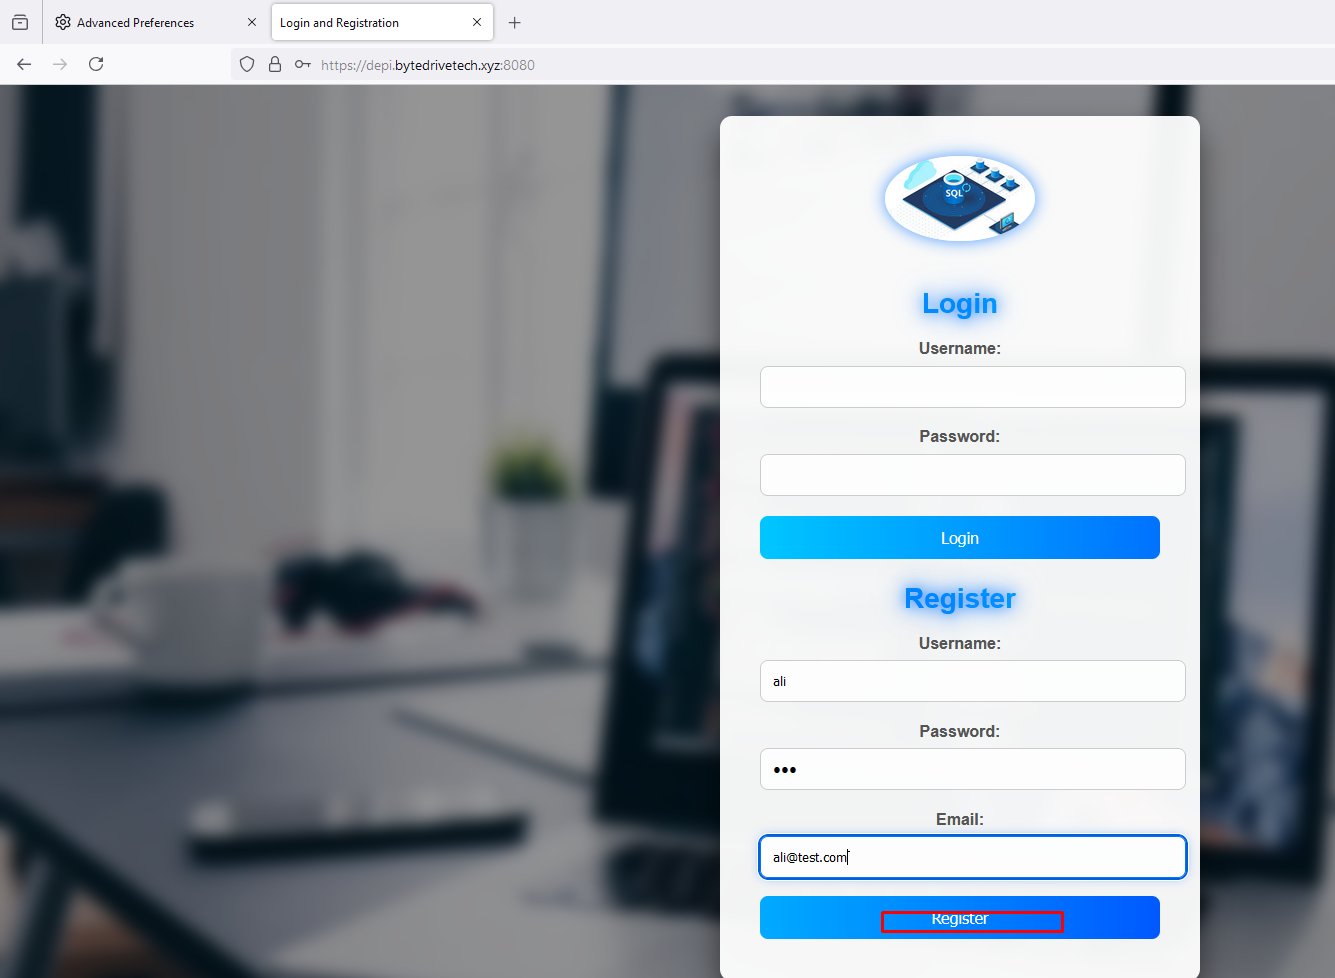 Advanced Preferences
Login and Registration
https://depi.bytedrivetech.xyz:8080
SQL
Login
Username:
Password:
Login
Register
Username:
ali
Password:
•••
Email:
ali@test.com
Register